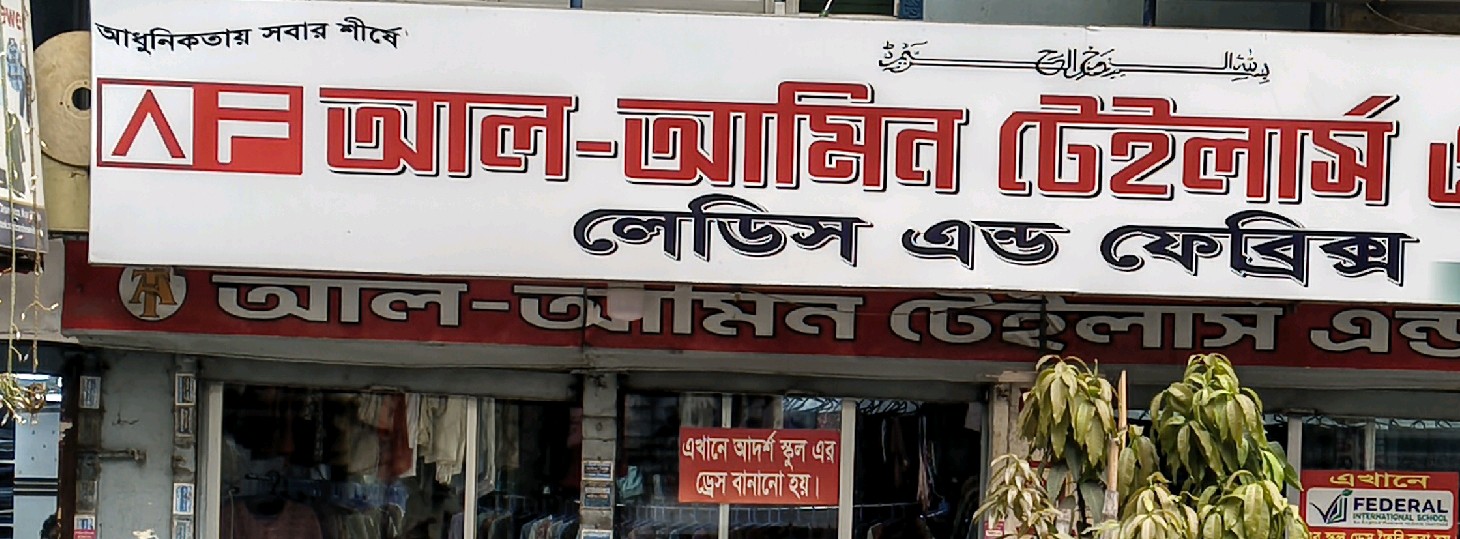 আধুনিকতায় সবার শীর্ষে
AF আল-আমিন টেইলার্স
লেডিস এন্ড ফেব্রিক্স
আল-আমিন টেইলার্স এন্ড
এখানে আদর্শ স্কুল এর
ড্রেস বানানো হয়।
এখানে
FEDERAL
INTERNATIONAL SCHOOL